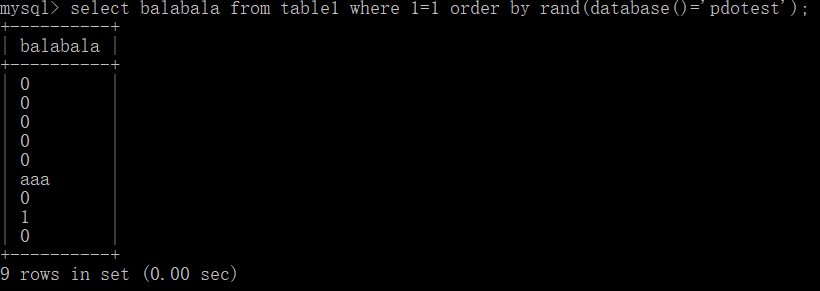 mysql> select balabala from table1 where 1=1 order by rand(database()='pdotest');
+----------+
| balabala |
+----------+
| 0        |
| 0        |
| 0        |
| 0        |
| 0        |
| aaa      |
| 0        |
| 1        |
| 0        |
+----------+
9 rows in set (0.00 sec)